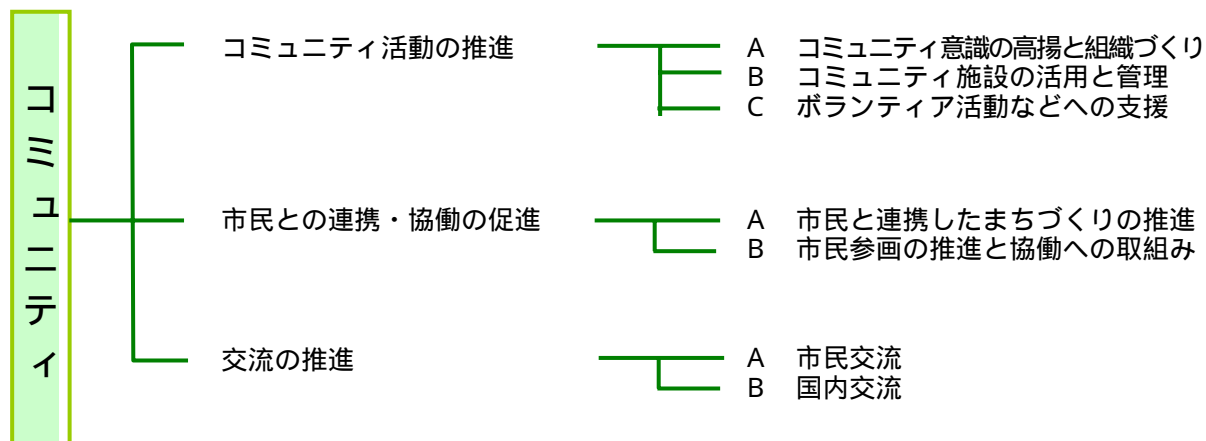 コミュニティ
コミュニティ活動の推進
A コミュニティ意識の高揚と組織づくり
B コミュニティ施設の活用と管理
C ボランティア活動などへの支援
市民との連携・協働の促進
A 市民と連携したまちづくりの推進
B 市民参画の推進と協働への取組み
交流の推進
A 市民交流
B 国内交流